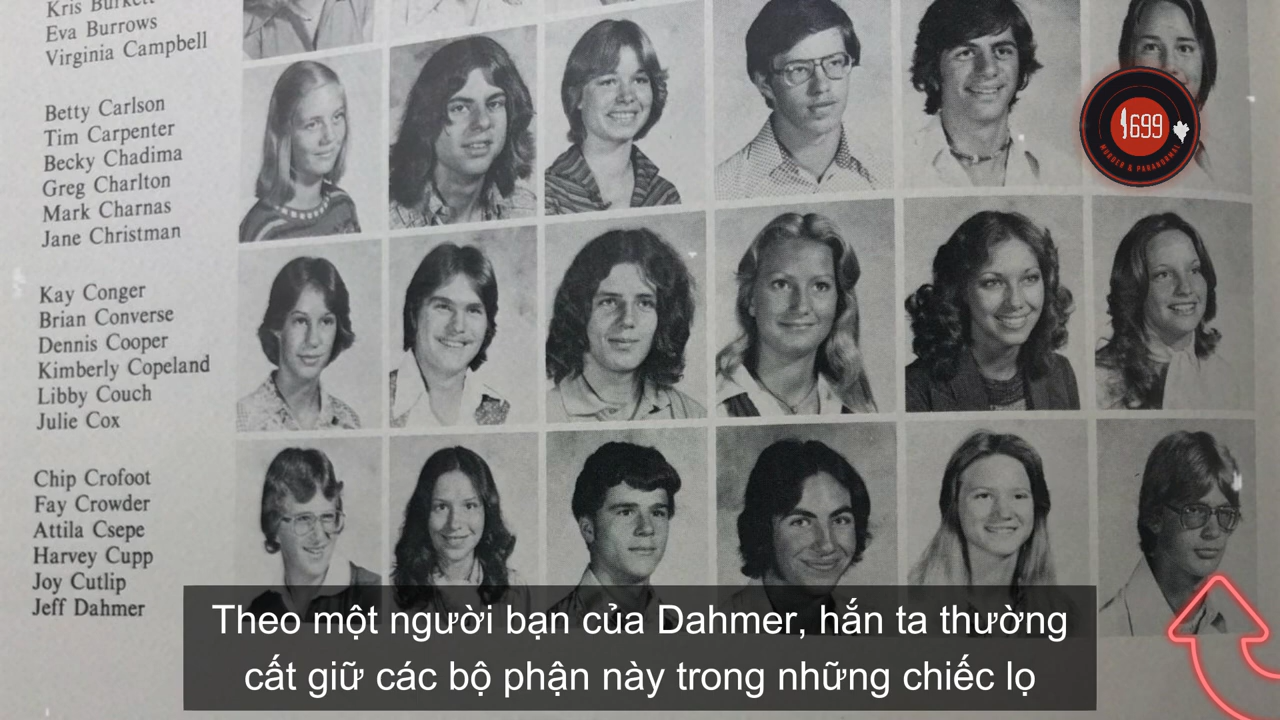 Kris Burkett
Eva Burrows
Virginia Campbell
Betty Carlson
Tim Carpenter
Becky Chadima
Greg Charlton
Mark Charnas
Jane Christman
Kay Conger
Brian Converse
Dennis Cooper
Kimberly Copeland
Libby Couch
Julie Cox
Chip Crofoot
Fay Crowder
Attila Csepe
Harvey Cupp
Joy Cutlip
Jeff Dahmer
1699
MURDER & PARANORMAL
Theo một người bạn của Dahmer, hắn ta thường
cất giữ các bộ phận này trong những chiếc lọ